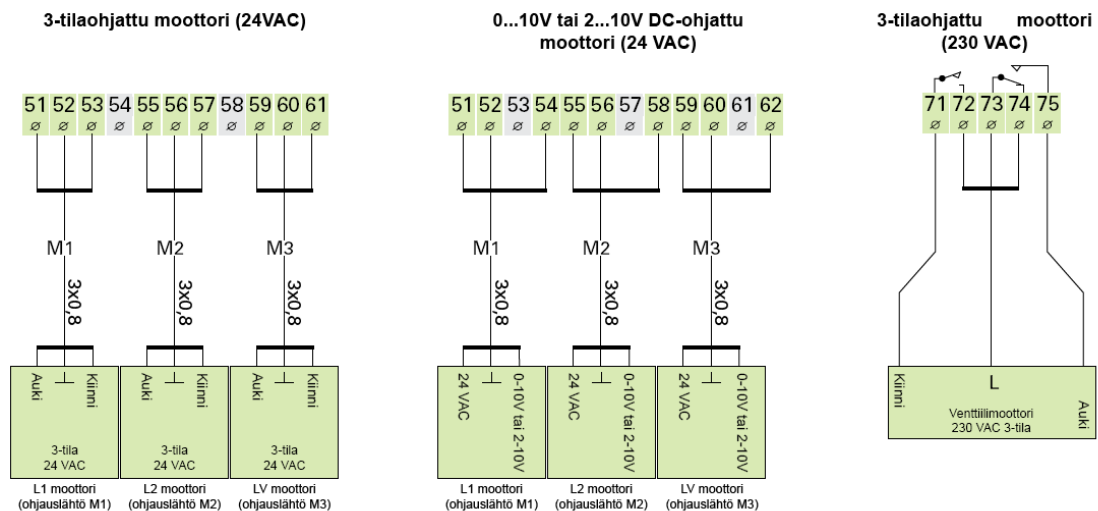 3-tilaohjattu moottori (24VAC)
51 52 53 54 55 56 57 58 59 60 61
ø ø ø ø ø ø ø ø ø ø ø
M1 M2 M3
3x0,8 3x0,8 3x0,8
Auki Kiinni Auki Kiinni Auki Kiinni
3-tila 3-tila 3-tila
24 VAC 24 VAC 24 VAC
L1 moottori L2 moottori LV moottori
(ohjauslähtö M1) (ohjauslähtö M2) (ohjauslähtö M3)
0...10V tai 2...10V DC-ohjattu
moottori (24 VAC)
51 52 53 54 55 56 57 58 59 60 61 62
ø ø ø ø ø ø ø ø ø ø ø ø
M1 M2 M3
3x0,8 3x0,8 3x0,8
24 VAC 0-10V tai 2-10V 24 VAC 0-10V tai 2-10V 24 VAC 0-10V tai 2-10V
L1 moottori L2 moottori LV moottori
(ohjauslähtö M1) (ohjauslähtö M2) (ohjauslähtö M3)
3-tilaohjattu moottori
(230 VAC)
71 72 73 74 75
ø ø ø ø ø
Kiinni L Auki
Venttiilimoottori
230 VAC 3-tila